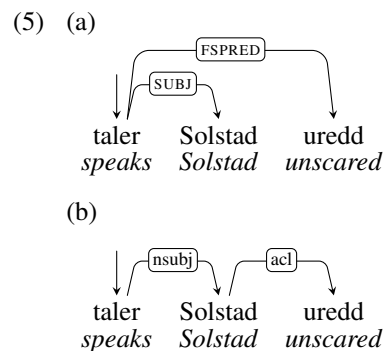 (5) (a)
FSPRED
SUBJ
taler Solstad uredd
speaks Solstad unscared
(b)
nsubj acl
taler Solstad uredd
speaks Solstad unscared